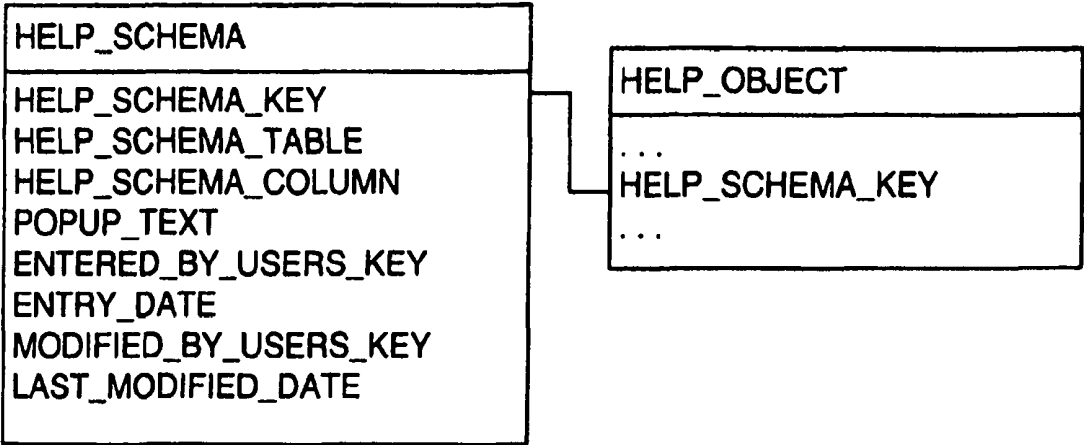 HELP_SCHEMA
HELP_SCHEMA_KEY
HELP_SCHEMA_TABLE
HELP_SCHEMA_COLUMN
POPUP_TEXT
ENTERED_BY_USERS_KEY
ENTRY_DATE
MODIFIED_BY_USERS_KEY
LAST_MODIFIED_DATE
HELP_OBJECT
. . .
HELP_SCHEMA_KEY
. . .